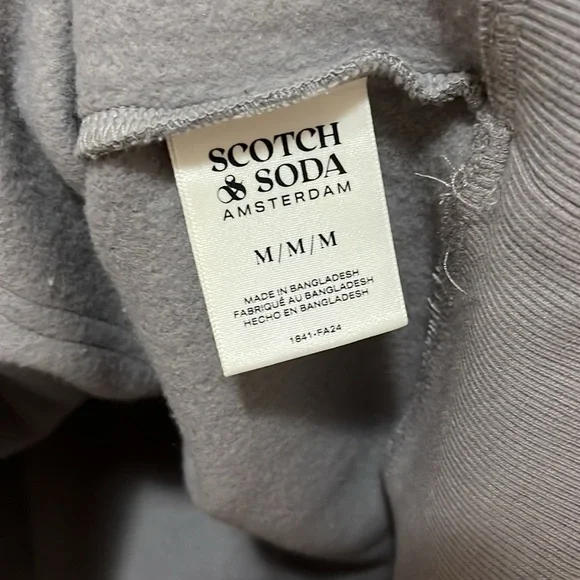 SCOTCH
& SODA
AMSTERDAM
M/M/M
MADE IN BANGLADESH
FABRIQUÉ AU BANGLADESH
HECHO EN BANGLADESH
1841-FA24